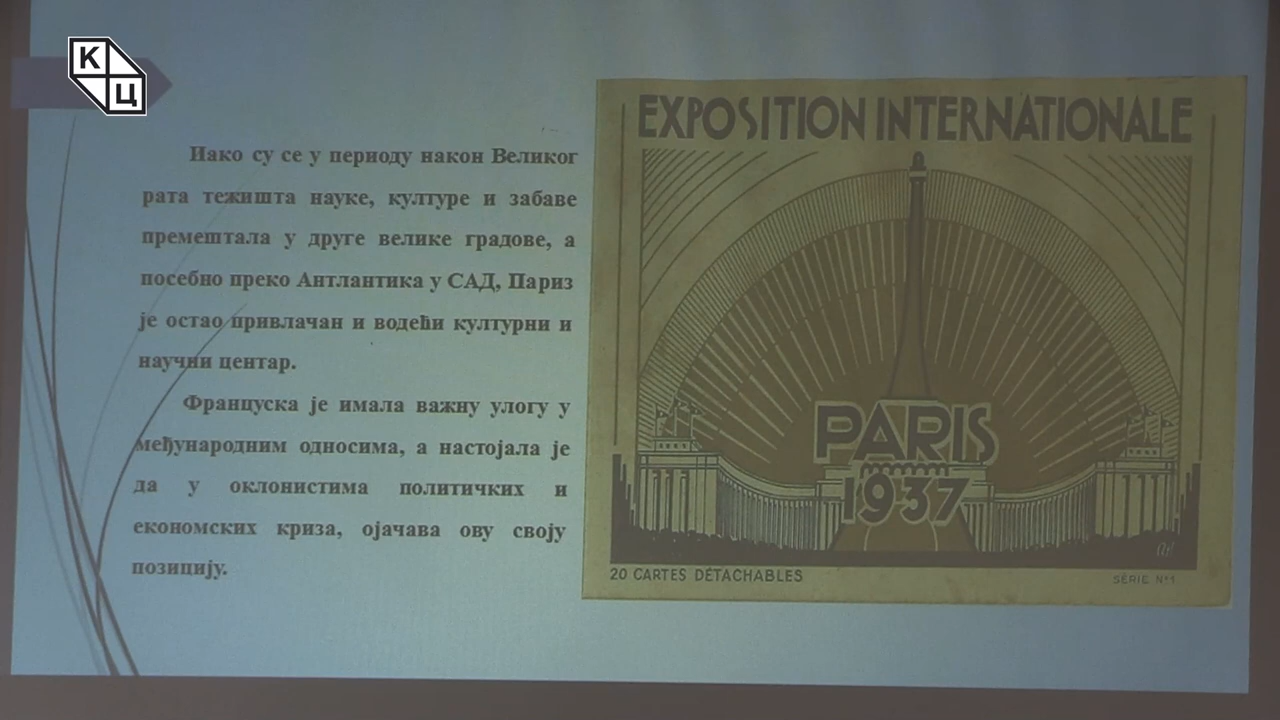 К
Ц
Иако су се у периоду након Великог
рата тежишта науке, културе и забаве
премештала у друге велике градове, а
посебно преко Антлантика у САД, Париз
је остао привлачан и водећи културни и
научни центар.
Француска је имала важну улогу у
међународним односима, а настојала је
да у оклонистима политичких и
економских криза, ојачава ову своју
позицију.
EXPOSITION INTERNATIONALE
PARIS
1937
20 CARTES DÉTACHABLES
SÉRIE Nº1